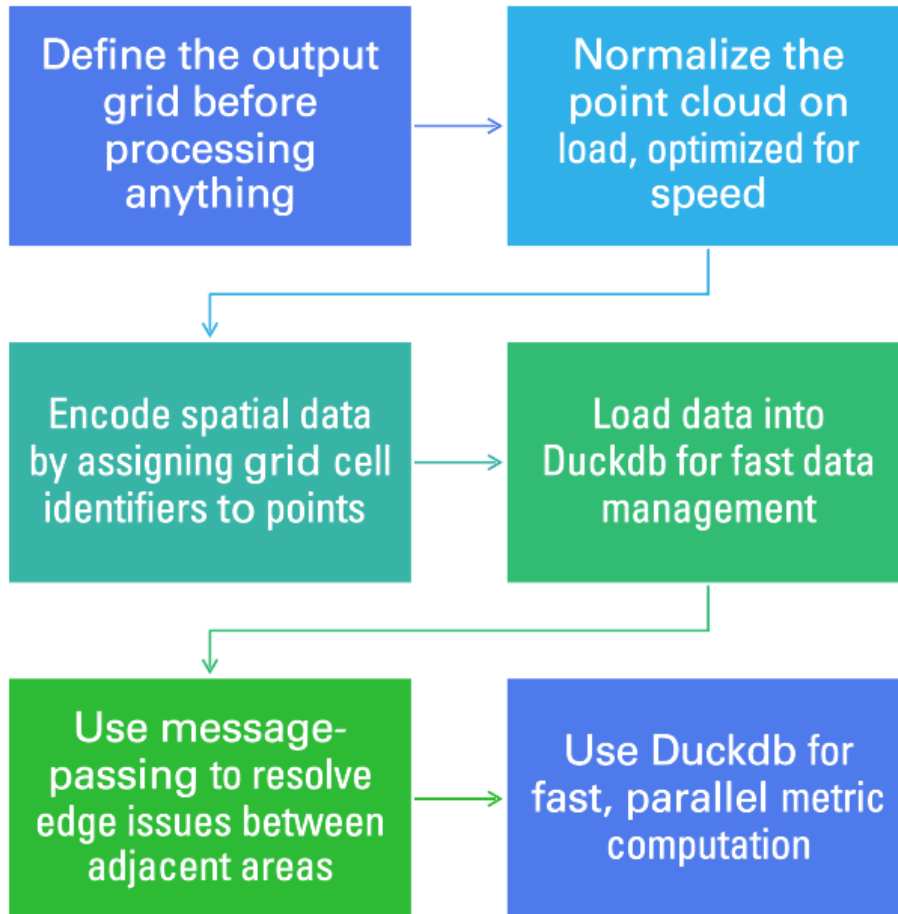 Define the output
grid before
processing
anything
Normalize the
point cloud on
load, optimized for
speed
Encode spatial data
by assigning grid cell
identifiers to points
Load data into
Duckdb for fast data
management
Use message-
passing to resolve
edge issues between
adjacent areas
Use Duckdb for
fast, parallel metric
computation